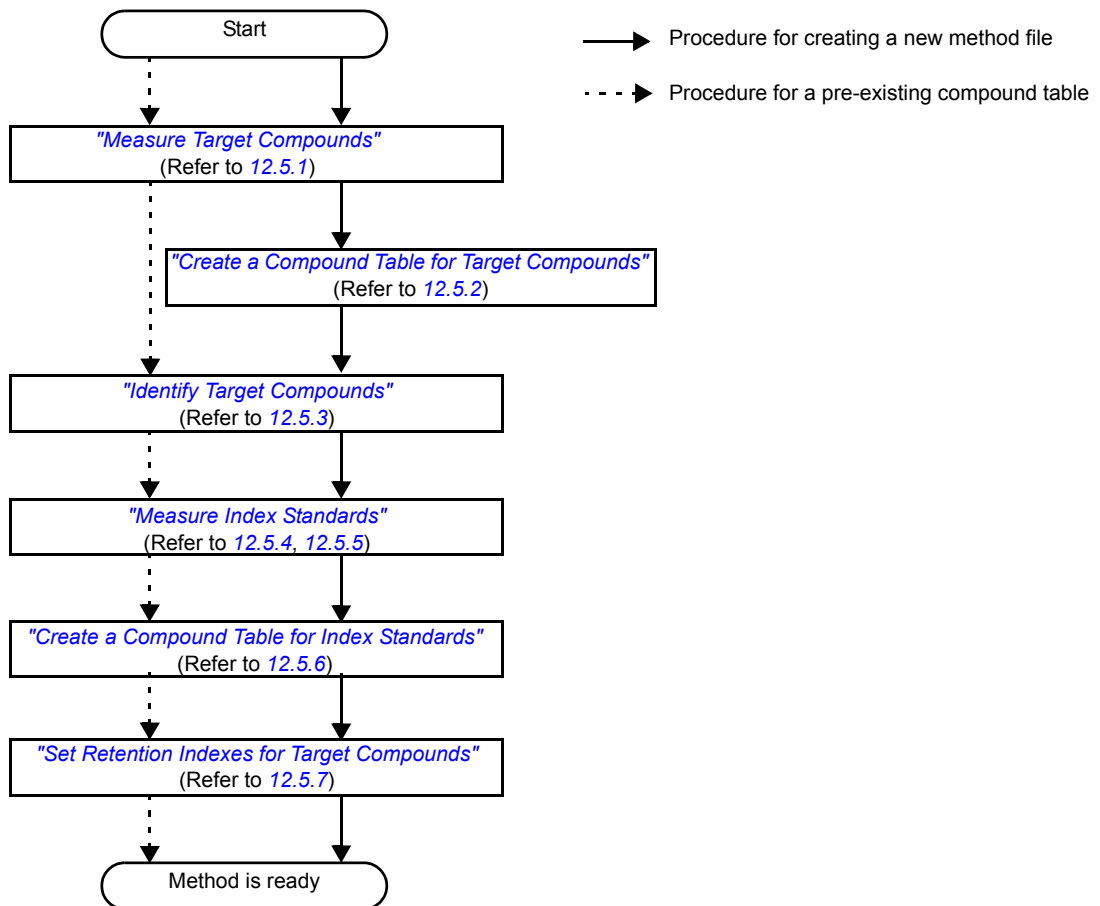 Start
Procedure for creating a new method file
Procedure for a pre-existing compound table
"Measure Target Compounds"
(Refer to 12.5.1)
"Create a Compound Table for Target Compounds"
(Refer to 12.5.2)
"Identify Target Compounds"
(Refer to 12.5.3)
"Measure Index Standards"
(Refer to 12.5.4, 12.5.5)
"Create a Compound Table for Index Standards"
(Refer to 12.5.6)
"Set Retention Indexes for Target Compounds"
(Refer to 12.5.7)
Method is ready